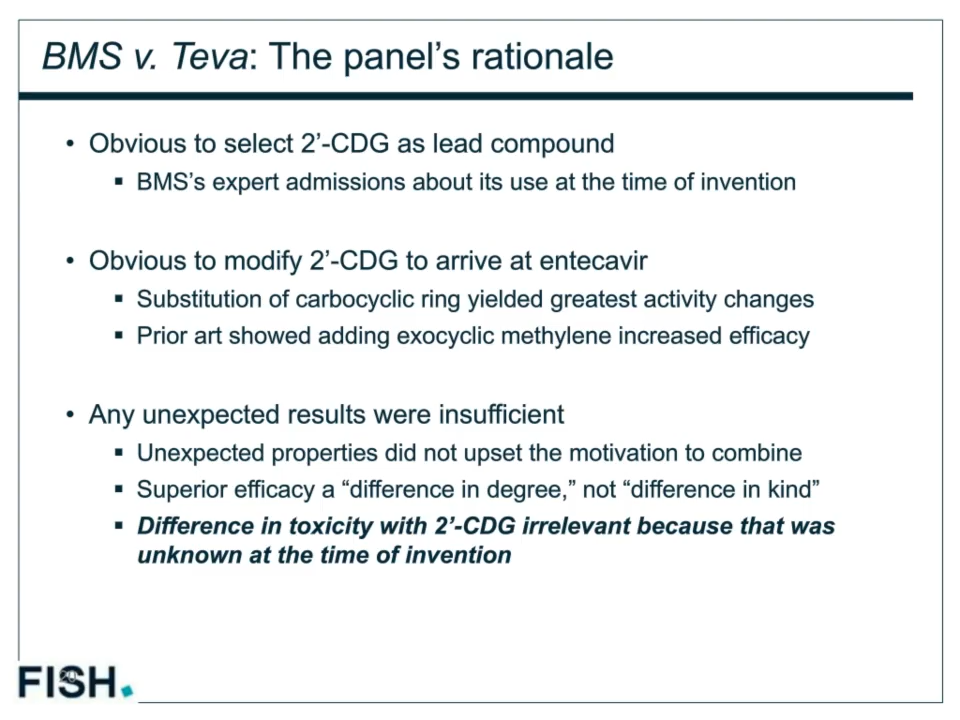 BMS v. Teva: The panel’s rationale
• Obvious to select 2’-CDG as lead compound
▪ BMS’s expert admissions about its use at the time of invention
• Obvious to modify 2’-CDG to arrive at entecavir
▪ Substitution of carbocyclic ring yielded greatest activity changes
▪ Prior art showed adding exocyclic methylene increased efficacy
• Any unexpected results were insufficient
▪ Unexpected properties did not upset the motivation to combine
▪ Superior efficacy a “difference in degree,” not “difference in kind”
▪ Difference in toxicity with 2’-CDG irrelevant because that was
unknown at the time of invention
FISH.